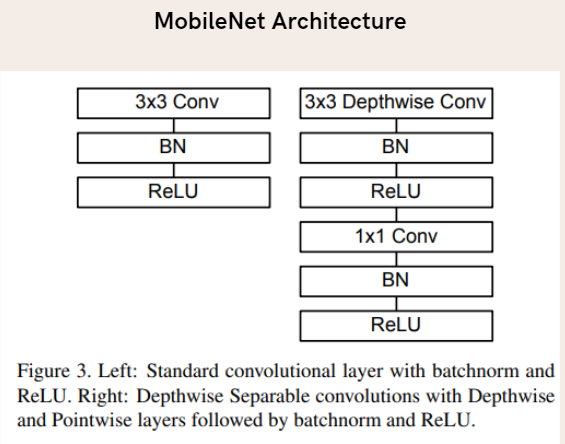 MobileNet Architecture
3x3 Conv
BN
ReLU
3x3 Depthwise Conv
BN
ReLU
1x1 Conv
BN
ReLU
Figure 3. Left: Standard convolutional layer with batchnorm and
ReLU. Right: Depthwise Separable convolutions with Depthwise
and Pointwise layers followed by batchnorm and ReLU.